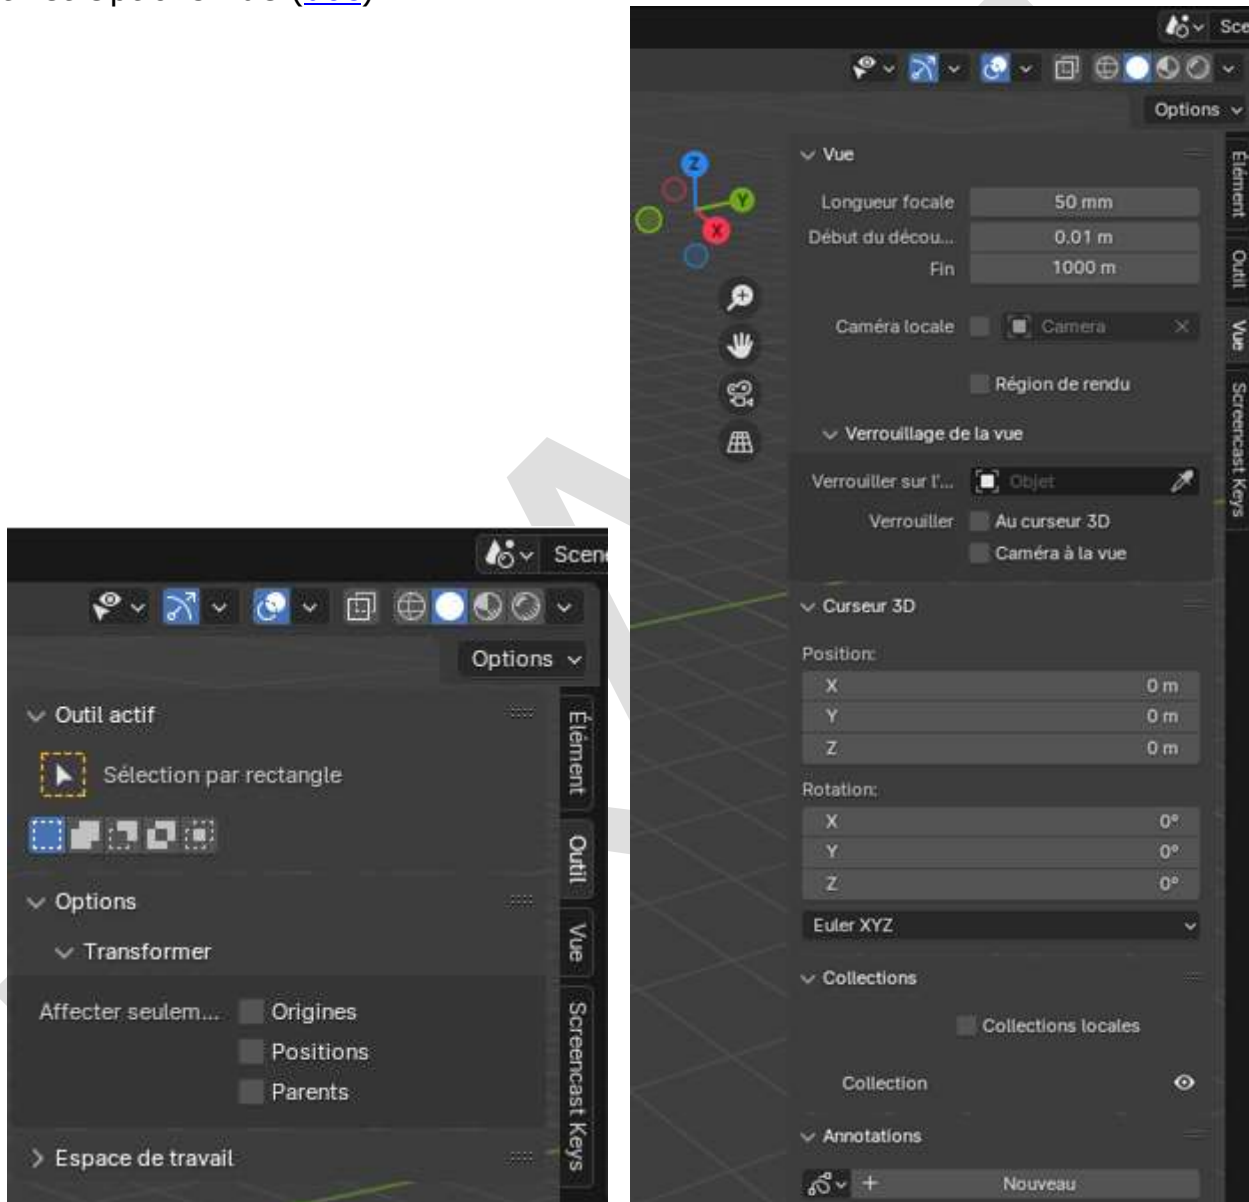 Scene
Options
Outil actif
Sélection par rectangle
Options
Transformer
Affecter seulem...
Origines
Positions
Parents
Espace de travail
Élément
Outil
Vue
Screencast Keys
Sce
Options
Z
Y
X
Vue
Longueur focale 50 mm
Début du décou... 0.01 m
Fin 1000 m
Caméra locale Camera
Région de rendu
Verrouillage de la vue
Verrouiller sur l'... Objet
Verrouiller Au curseur 3D
Caméra à la vue
Curseur 3D
Position:
X 0 m
Y 0 m
Z 0 m
Rotation:
X 0°
Y 0°
Z 0°
Euler XYZ
Collections
Collections locales
Collection
Annotations
Nouveau
Élément
Outil
Vue
Screencast Keys